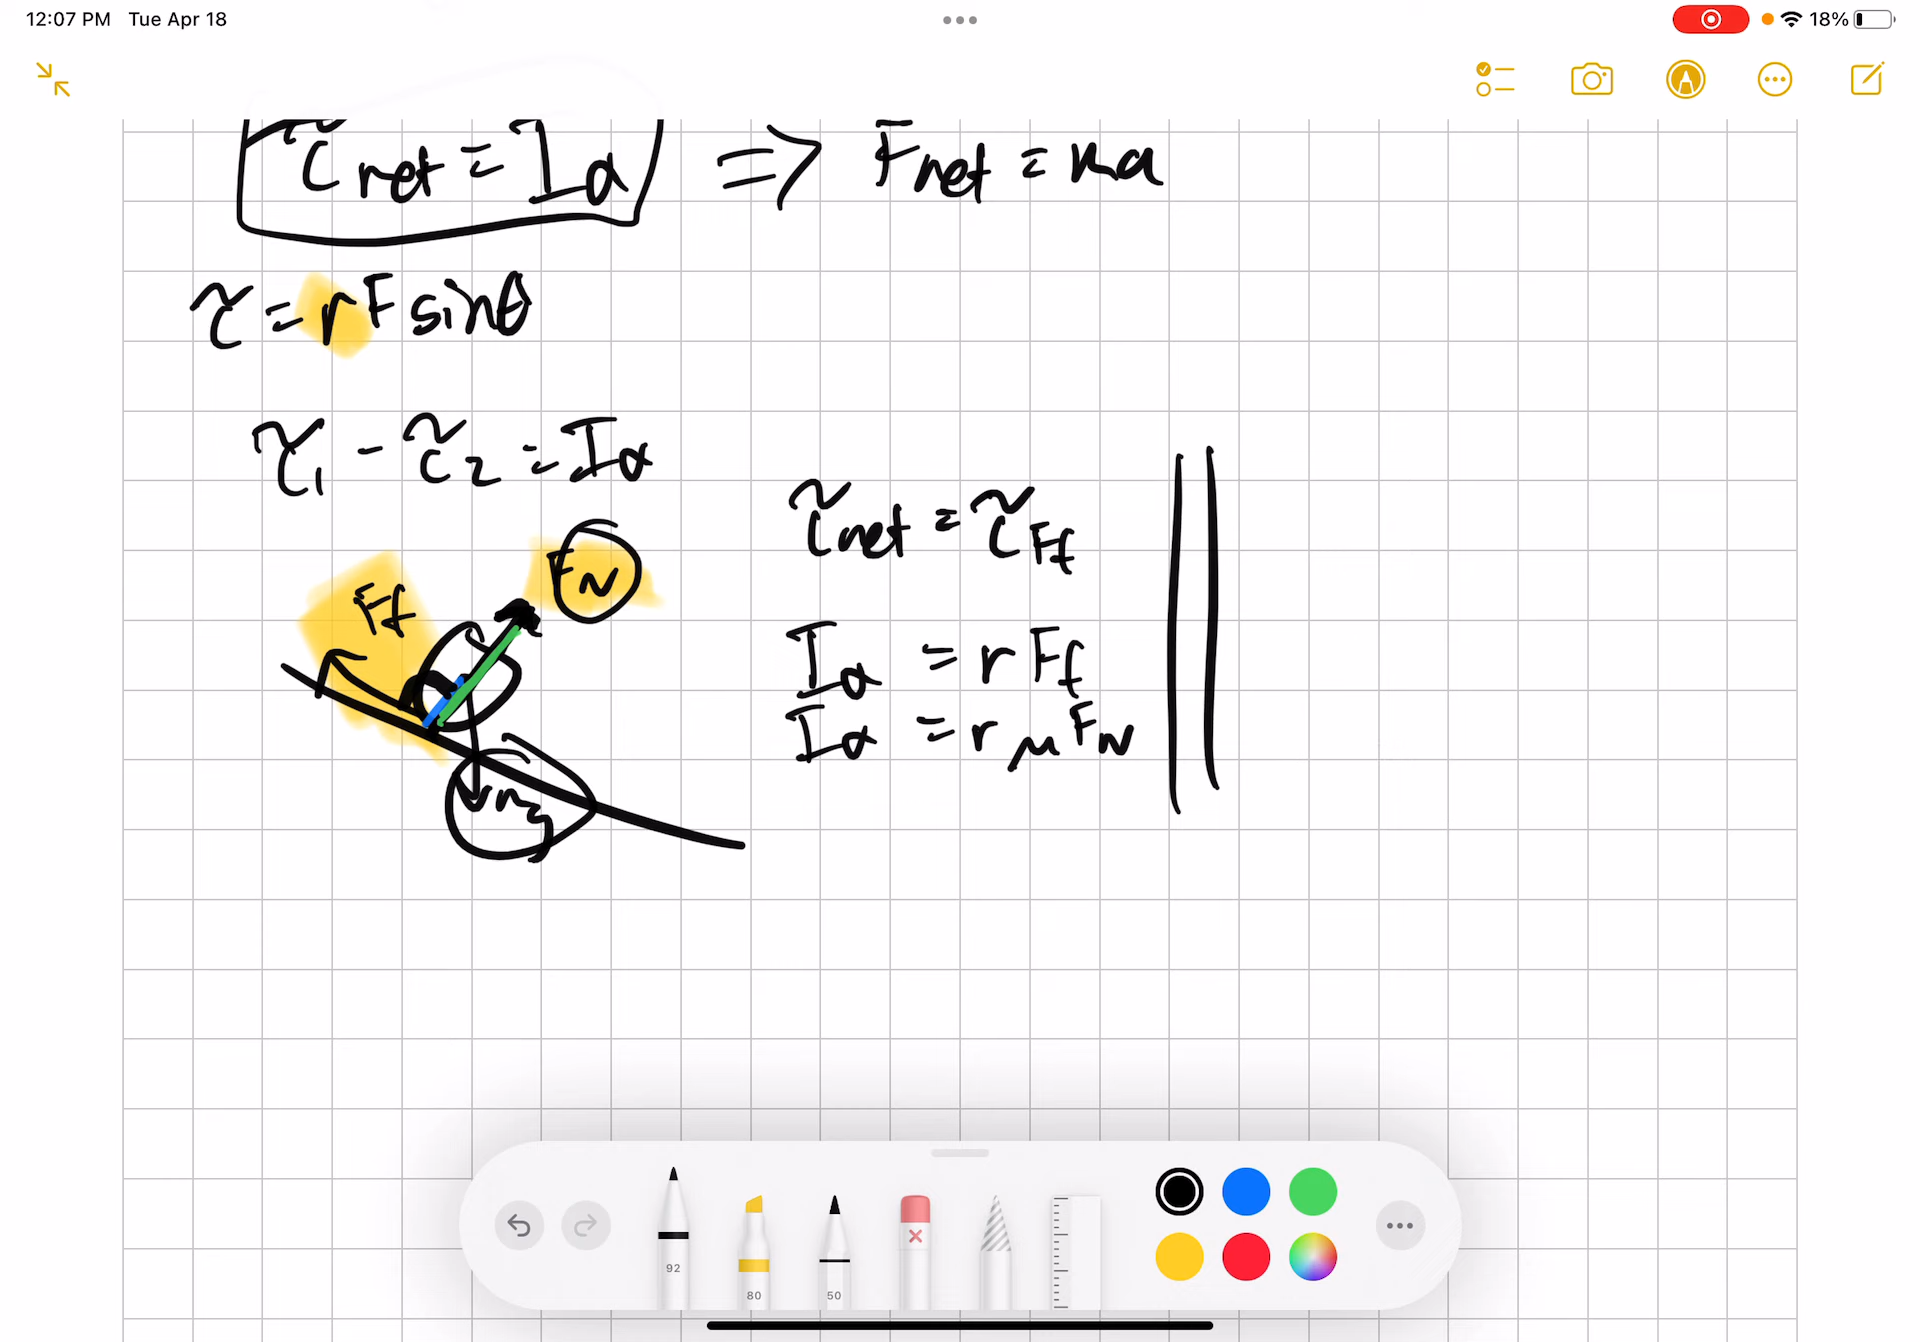 12:07 PM Tue Apr 18
18%
τnet = Iα => Fnet = ma
τ = rF sinθ
τ1 - τ2 = Iα
τnet = τFf
FN
Ff
Iα = rFf
Iα = rμFN
mg
92
80
50